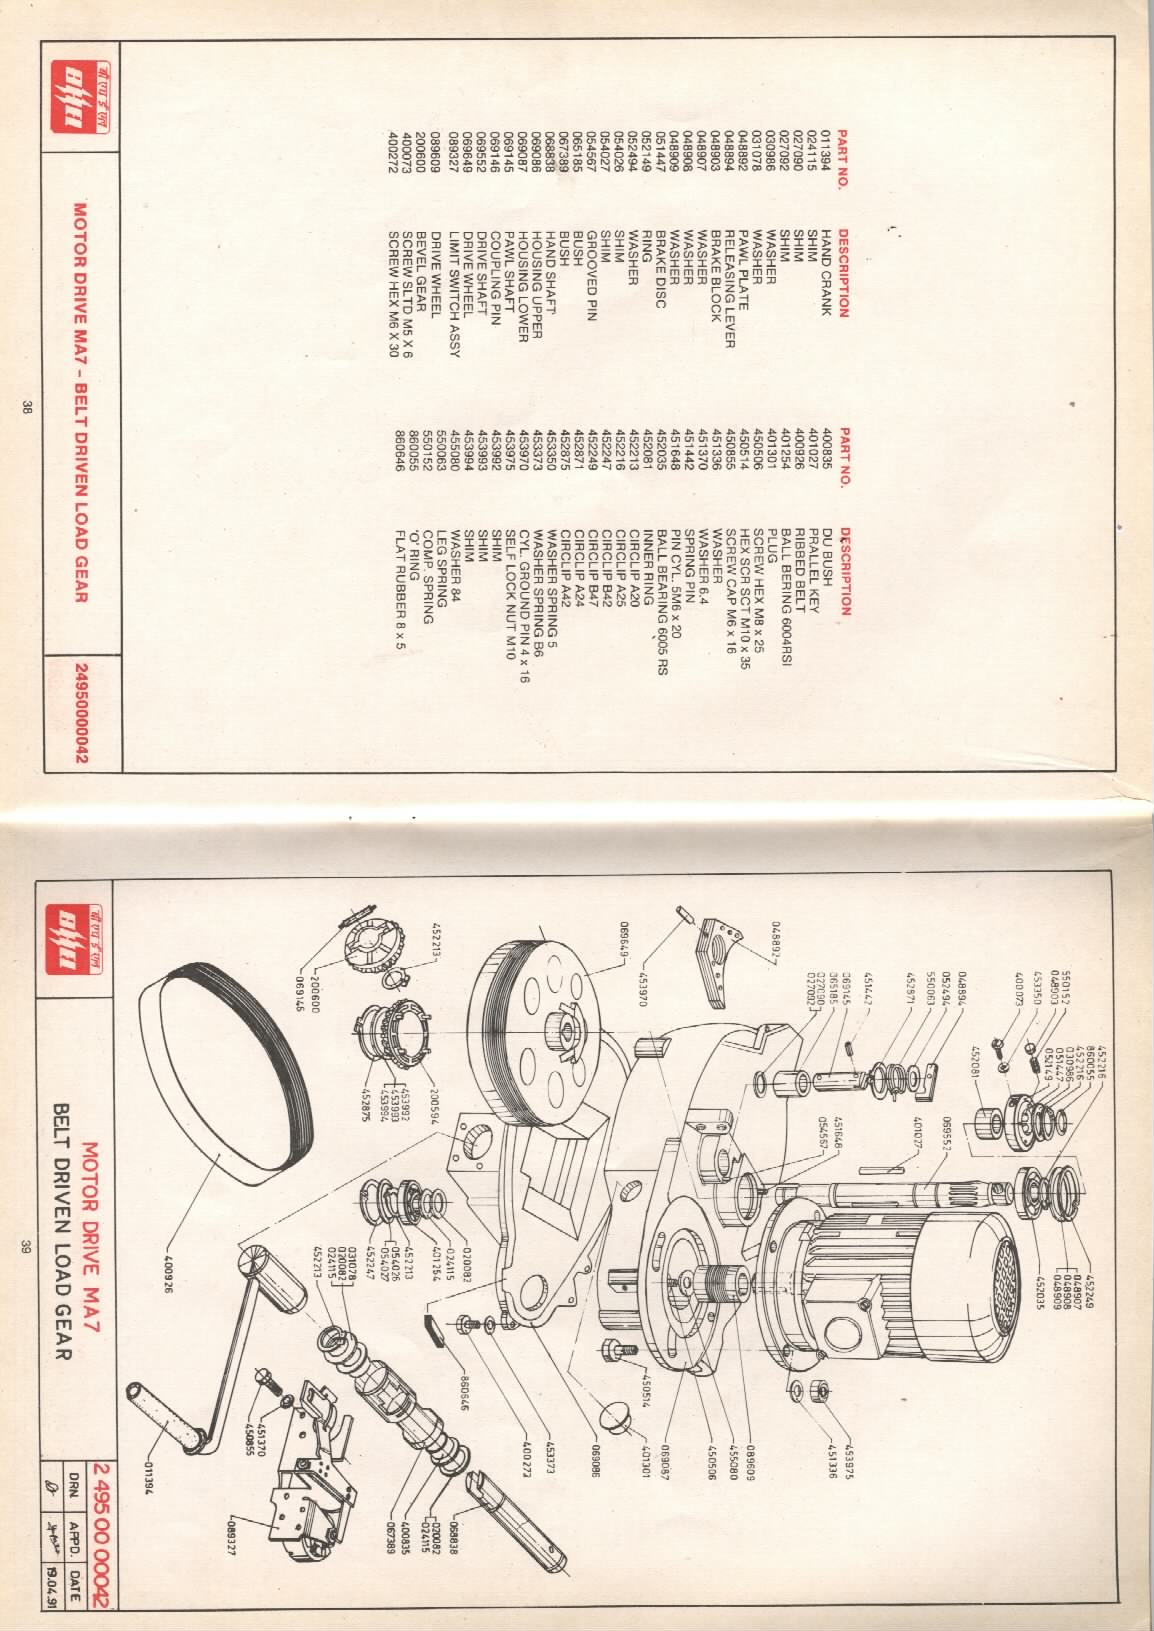 PART NO. DESCRIPTION PART NO. DESCRIPTION
011394 HAND CRANK 400835 DU BUSH
024115 SHIM 401027 PRALLEL KEY
027090 SHIM 400926 RIBBED BELT
027092 SHIM 401254 BALL BERING 6004RSI
030986 WASHER 401301 PLUG
031078 WASHER 450506 SCREW HEX M8 x 25
048892 PAWL PLATE 450514 HEX SCR SCT M10 x 35
048894 RELEASING LEVER 450855 SCREW CAP M6 x 16
048903 BRAKE BLOCK 451336 WASHER
048907 WASHER 451370 WASHER 6.4
048908 WASHER 451442 SPRING PIN
048909 WASHER 451648 PIN CYL. 5M6 x 20
051447 BRAKE DISC 452035 BALL BEARING 6005 RS
052149 RING 452081 INNER RING
052494 WASHER 452213 CIRCLIP A20
054026 SHIM 452216 CIRCLIP A25
054027 SHIM 452247 CIRCLIP B42
054567 GROOVED PIN 452249 CIRCLIP B47
065185 BUSH 452871 CIRCLIP A24
067389 BUSH 452875 CIRCLIP A42
068838 HAND SHAFT 453350 WASHER SPRING 5
069086 HOUSING UPPER 453373 WASHER SPRING B6
069087 HOUSING LOWER 453970 CYL. GROUND PIN 4 x 16
069145 PAWL SHAFT 453975 SELF LOCK NUT M10
069146 COUPLING PIN 453992 SHIM
069552 DRIVE SHAFT 453993 SHIM
069649 DRIVE WHEEL 453994 SHIM
089327 LIMIT SWITCH ASSY 455080 WASHER 84
089609 DRIVE WHEEL 550063 LEG SPRING
200600 BEVEL GEAR 550152 COMP. SPRING
400073 SCREW SLTD M5 X 6 860055 'O' RING
400272 SCREW HEX M6 X 30 860646 FLAT RUBBER 8 x 5
बी एच ई एल
MOTOR DRIVE MA7 – BELT DRIVEN LOAD GEAR
24950000042
38
452216
860055
452216
030986
051447
052149
550152
048903
453350
400073
452081
452249
048907
048908
048909
452035
048894
052494
550063
452871
451442
069145
065185
027090
027092
069552
401027
451648
054567
048892
453970
069649
453975
451336
089609
455080
450506
069087
450514
401301
069086
453373
400273
860646
452213
200600
069146
200594
453992
453993
453994
452875
020082
024115
401254
452213
054026
054027
452247
031078
020082
024115
452213
068838
020082
024115
400835
067389
451370
450855
089327
400926
011394
बी एच ई एल
MOTOR DRIVE MA7
BELT DRIVEN LOAD GEAR
2 495 00 00042
DRN. APPD. DATE
19.04.91
39